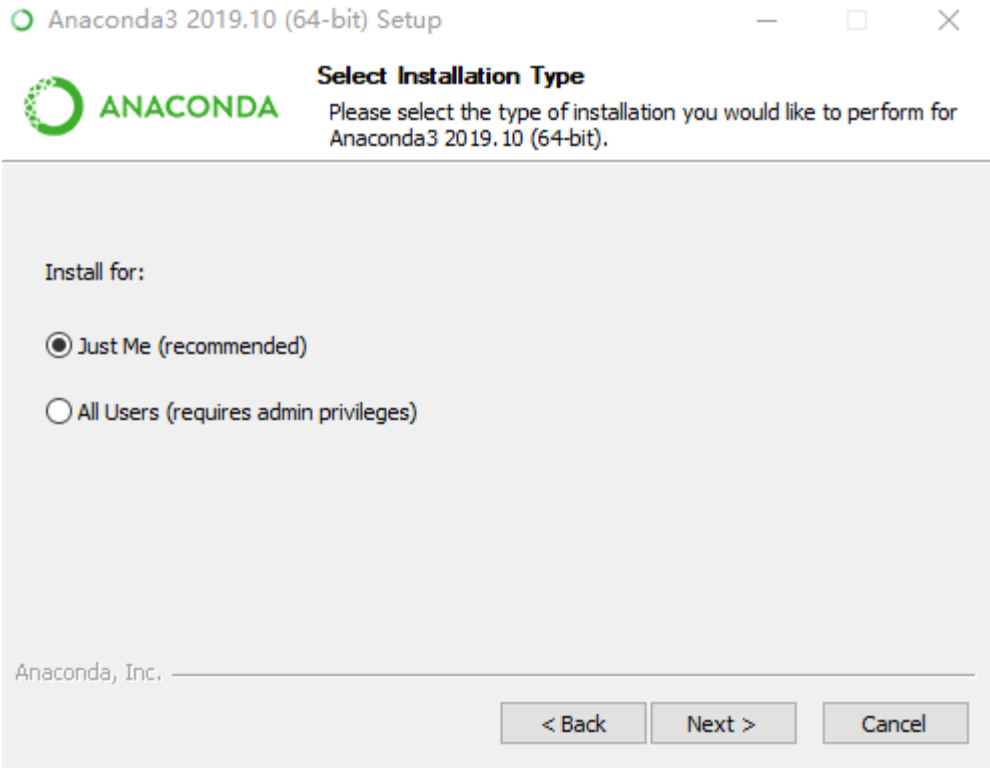 Anaconda3 2019.10 (64-bit) Setup
ANACONDA
Select Installation Type
Please select the type of installation you would like to perform for
Anaconda3 2019.10 (64-bit).
Install for:
Just Me (recommended)
All Users (requires admin privileges)
Anaconda, Inc.
< Back Next > Cancel